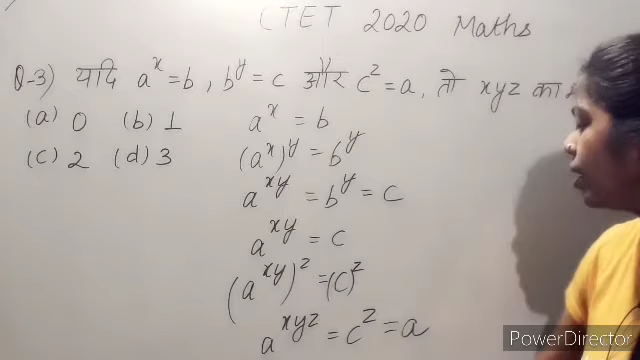 CTET 2020 Maths
Q-3) यदि a^x = b, b^y = c और c^z = a, तो xyz का
(a) 0 (b) 1
(c) 2 (d) 3
a^x = b
(a^x)^y = b^y
a^xy = b^y = c
a^xy = c
(a^xy)^z = (c)^z
a^xyz = c^z = a
PowerDirector